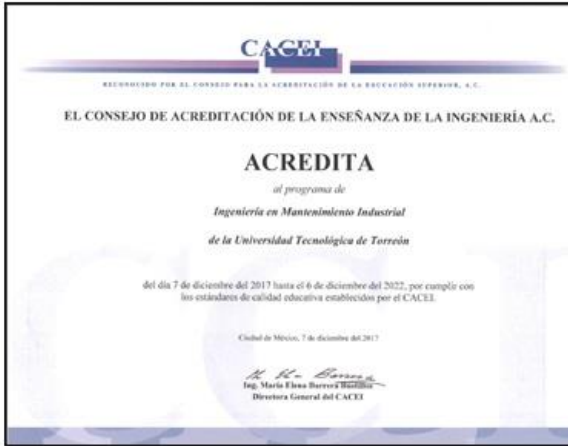 CACEI
RECONOCIDO POR EL CONSEJO PARA LA ACREDITACIÓN DE LA EDUCACIÓN SUPERIOR, A.C.
EL CONSEJO DE ACREDITACIÓN DE LA ENSEÑANZA DE LA INGENIERÍA A.C.
ACREDITA
al programa de
Ingeniería en Mantenimiento Industrial
de la Universidad Tecnológica de Torreón
del día 7 de diciembre del 2017 hasta el 6 de diciembre del 2022, por cumplir con
los estándares de calidad educativa establecidos por el CACEI.
Ciudad de México, 7 de diciembre del 2017
Ing. María Elena Barrera Bustillos
Directora General del CACEI